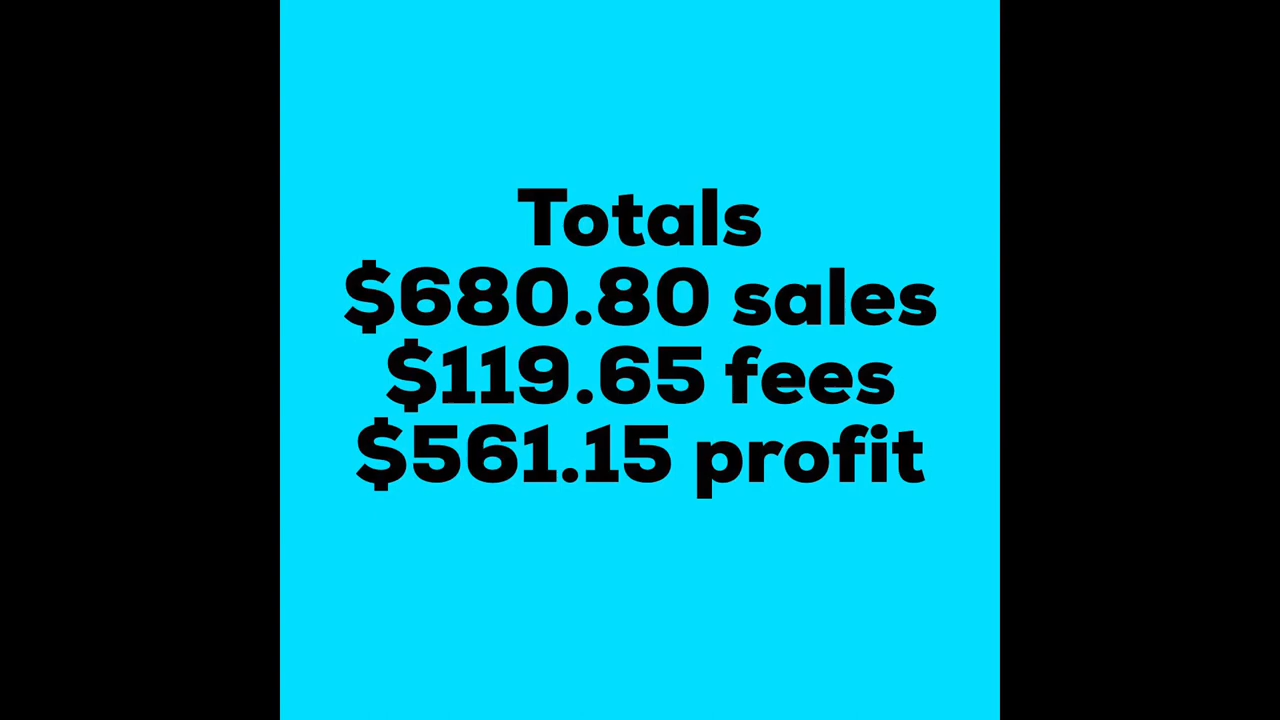 Totals
$680.80 sales
$119.65 fees
$561.15 profit